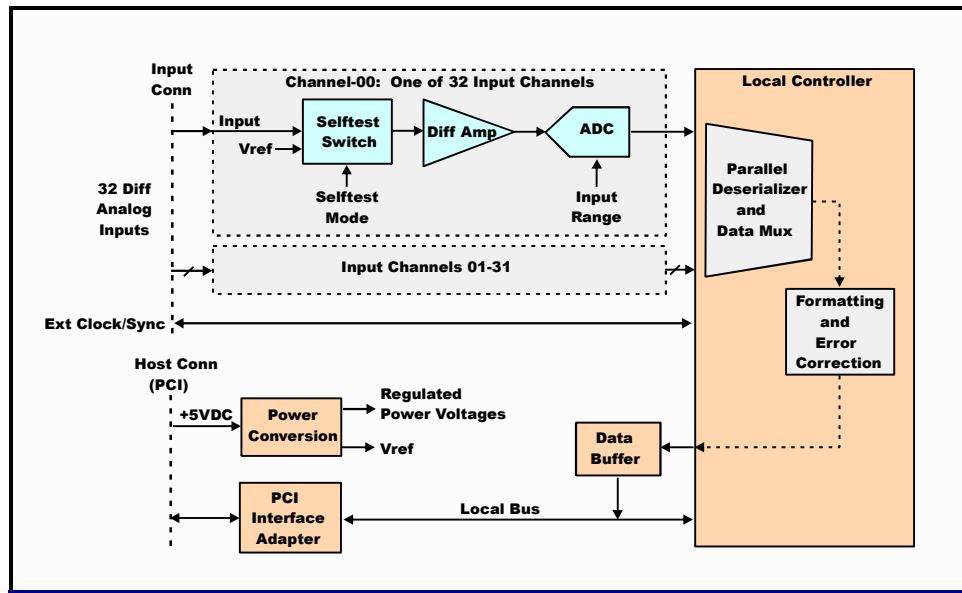 Input
Conn
Channel-00:  One of 32 Input Channels
Local Controller
Input
Vref
Selftest
Switch
Diff Amp
ADC
Selftest
Mode
Input
Range
Parallel
Deserializer
and
Data Mux
32 Diff
Analog
Inputs
Input Channels 01-31
Formatting
and
Error
Correction
Ext Clock/Sync
Host Conn
(PCI)
+5VDC
Power
Conversion
Regulated
Power Voltages
Vref
Data
Buffer
PCI
Interface
Adapter
Local Bus